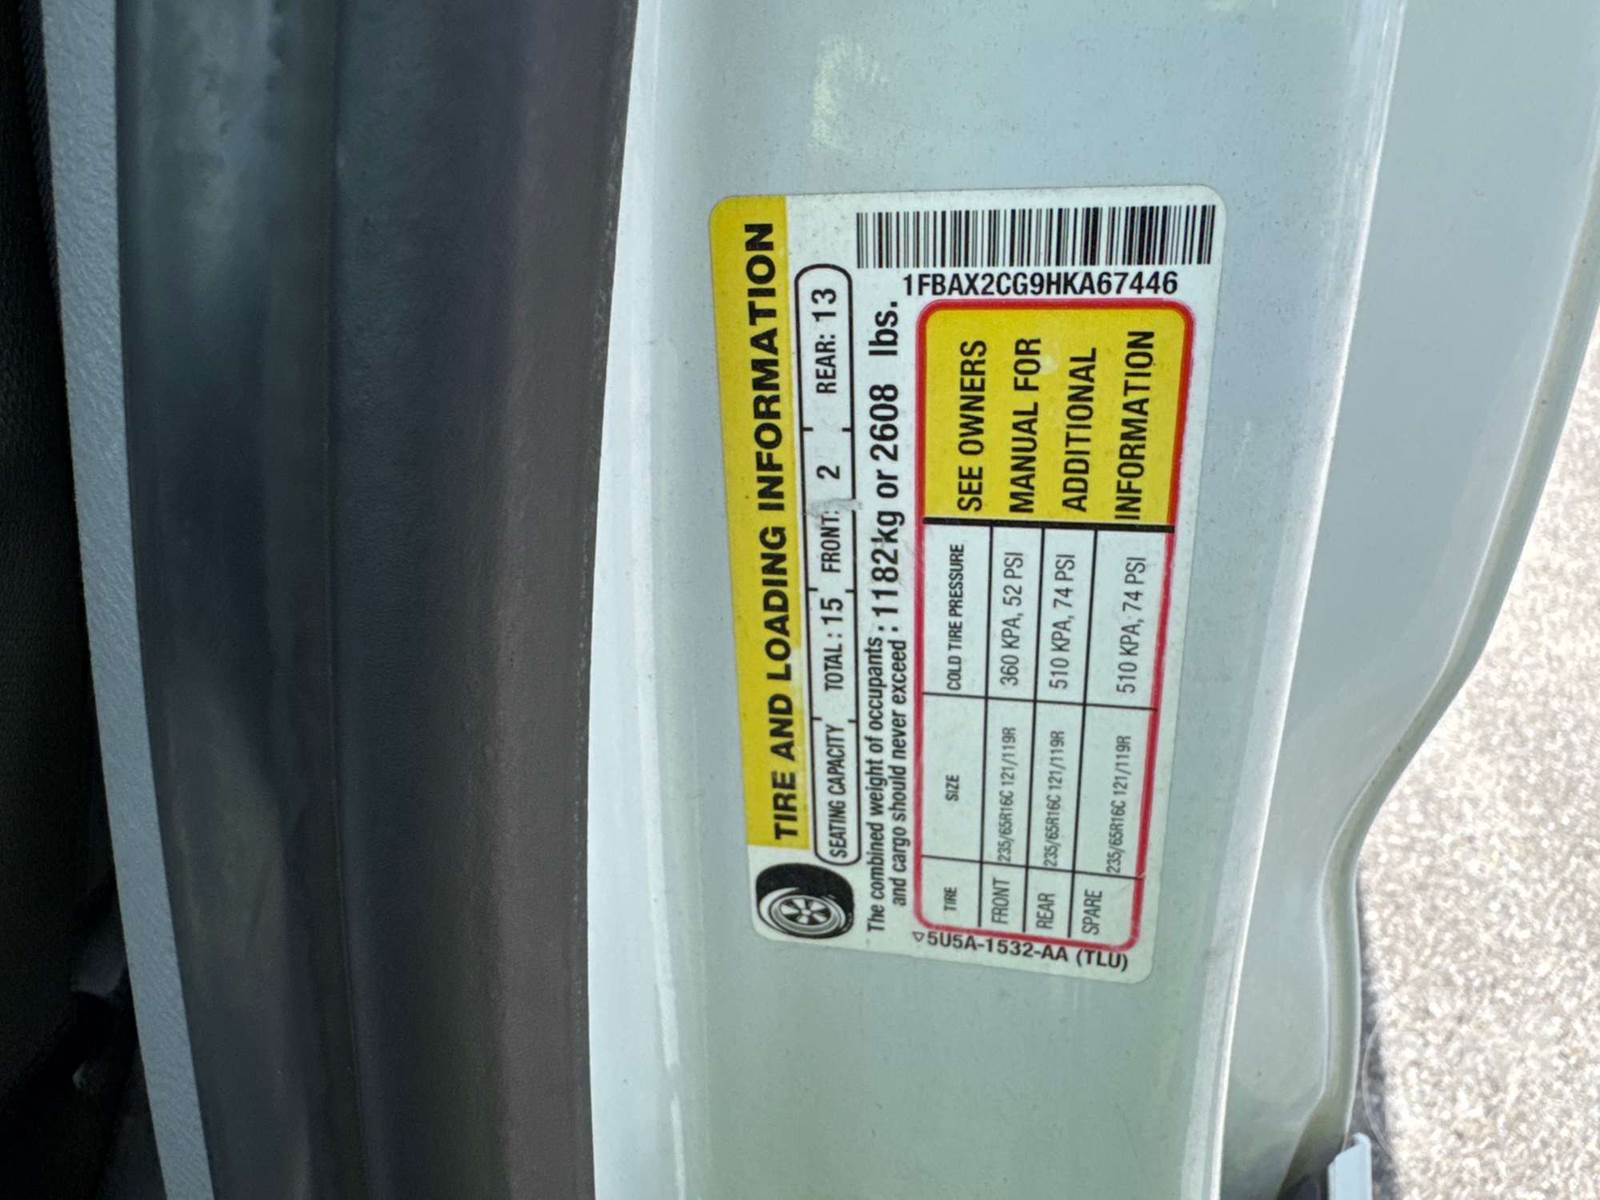 TIRE AND LOADING INFORMATION
SEATING CAPACITY TOTAL: 15 FRONT: 2 REAR: 13
The combined weight of occupants and cargo should never exceed : 1182 kg or 2608 lbs.
1FBAX2CG9HKA67446
TIRE SIZE COLD TIRE PRESSURE
FRONT 235/65R16C 121/119R 360 KPA, 52 PSI
REAR 235/65R16C 121/119R 510 KPA, 74 PSI
SPARE 235/65R16C 121/119R 510 KPA, 74 PSI
SEE OWNERS
MANUAL FOR
ADDITIONAL
INFORMATION
▽5U5A-1532-AA (TLU)